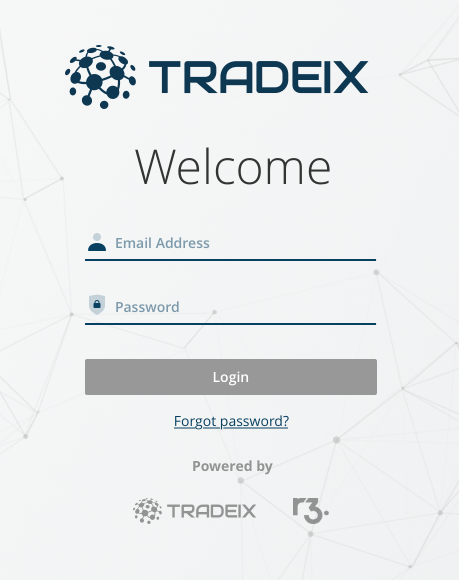 TRADEIX
Welcome
Email Address
Password
Login
Forgot password?
Powered by
TRADEIX r3.